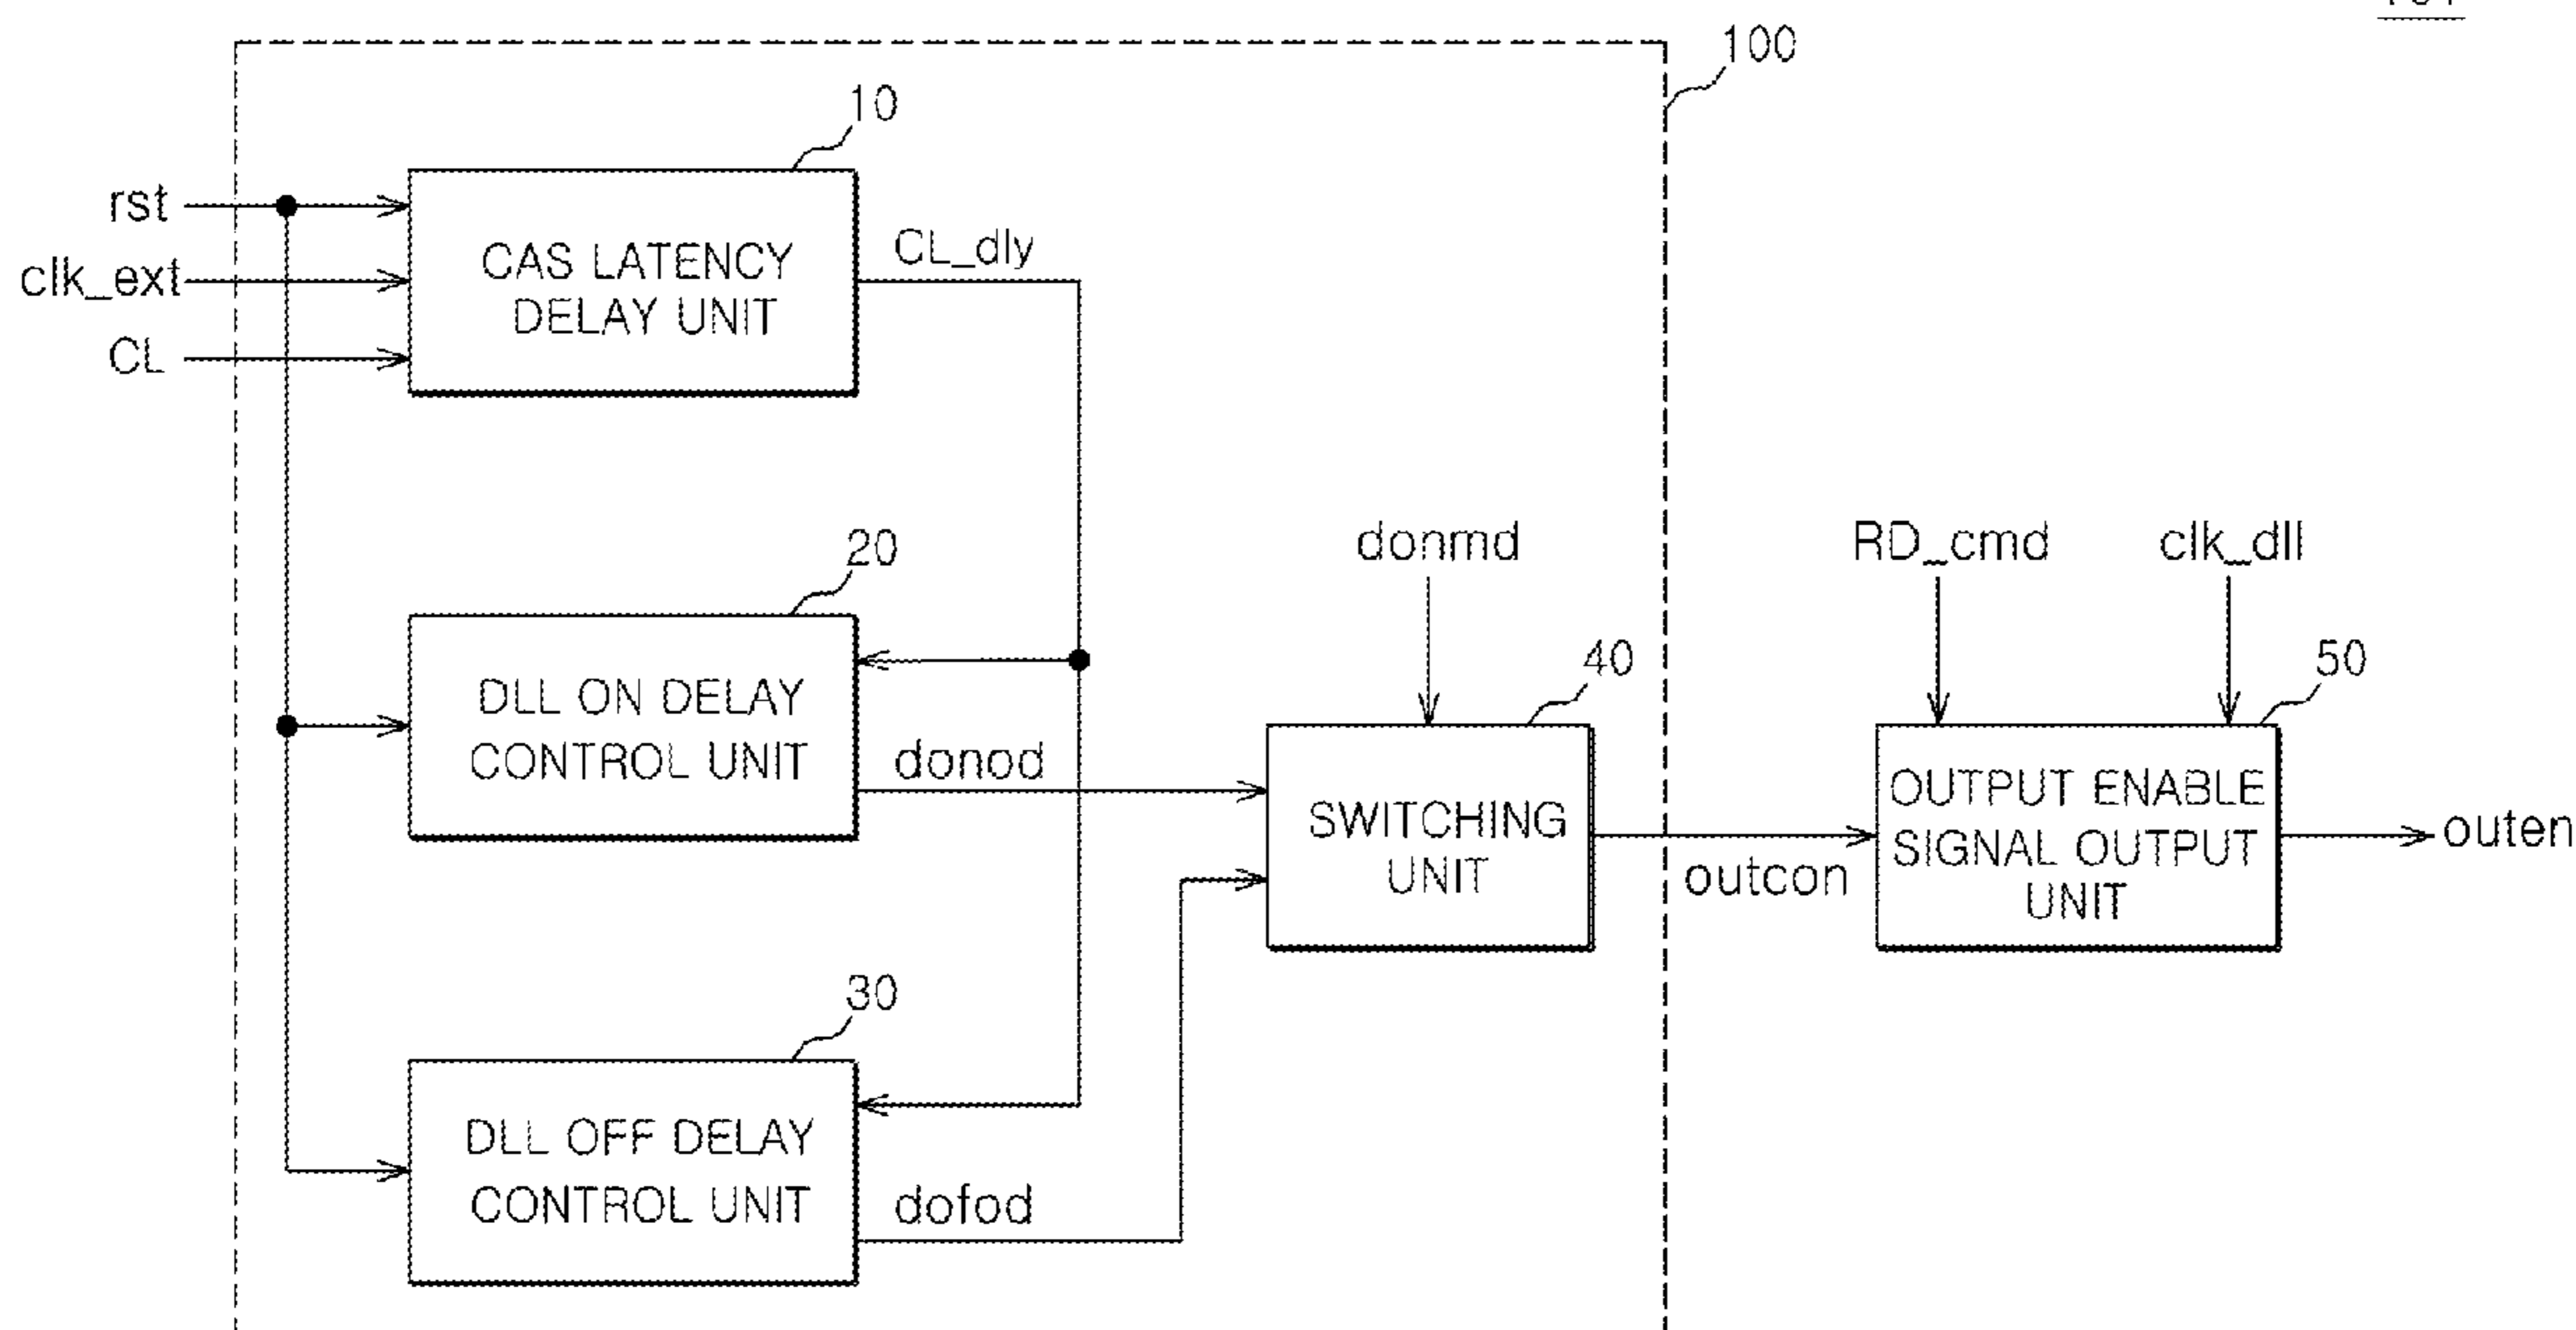 100
10
rst
clk_ext
CL
CAS LATENCY
DELAY UNIT
CL_dly
20
DLL ON DELAY
CONTROL UNIT
donod
donmd
40
SWITCHING
UNIT
outcon
RD_cmd
clk_dll
50
OUTPUT ENABLE
SIGNAL OUTPUT
UNIT
outen
30
DLL OFF DELAY
CONTROL UNIT
dofod